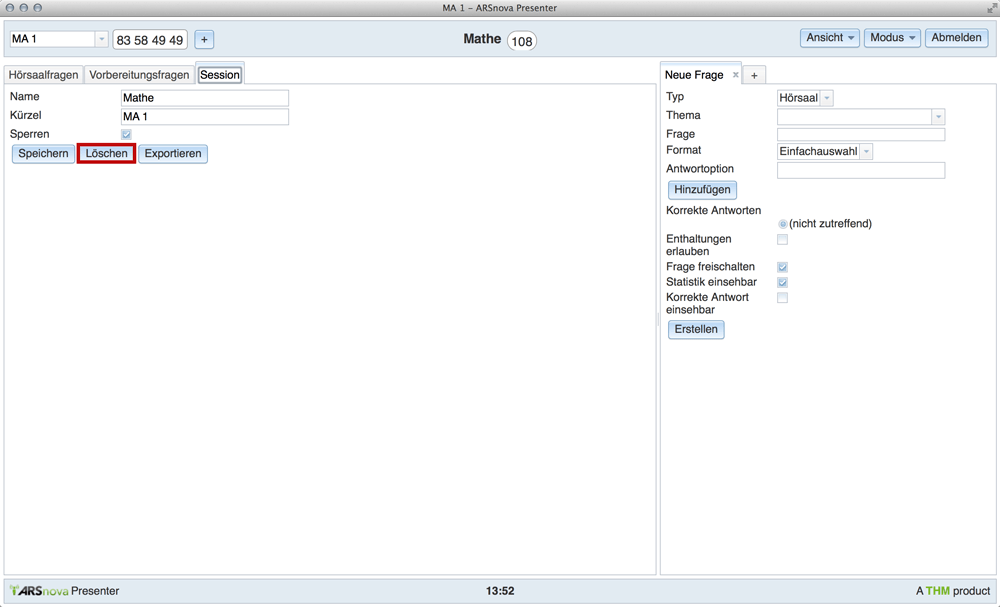 MA 1 – ARSnova Presenter
MA 1 83 58 49 49 + Mathe 108 Ansicht Modus Abmelden
Hörsaalfragen Vorbereitungsfragen Session
Name Mathe
Kürzel MA 1
Sperren
Speichern Löschen Exportieren
Neue Frage × +
Typ Hörsaal
Thema
Frage
Format Einfachauswahl
Antwortoption
Hinzufügen
Korrekte Antworten
(nicht zutreffend)
Enthaltungen
erlauben
Frage freischalten
Statistik einsehbar
Korrekte Antwort
einsehbar
Erstellen
ARSnova Presenter 13:52 A THM product